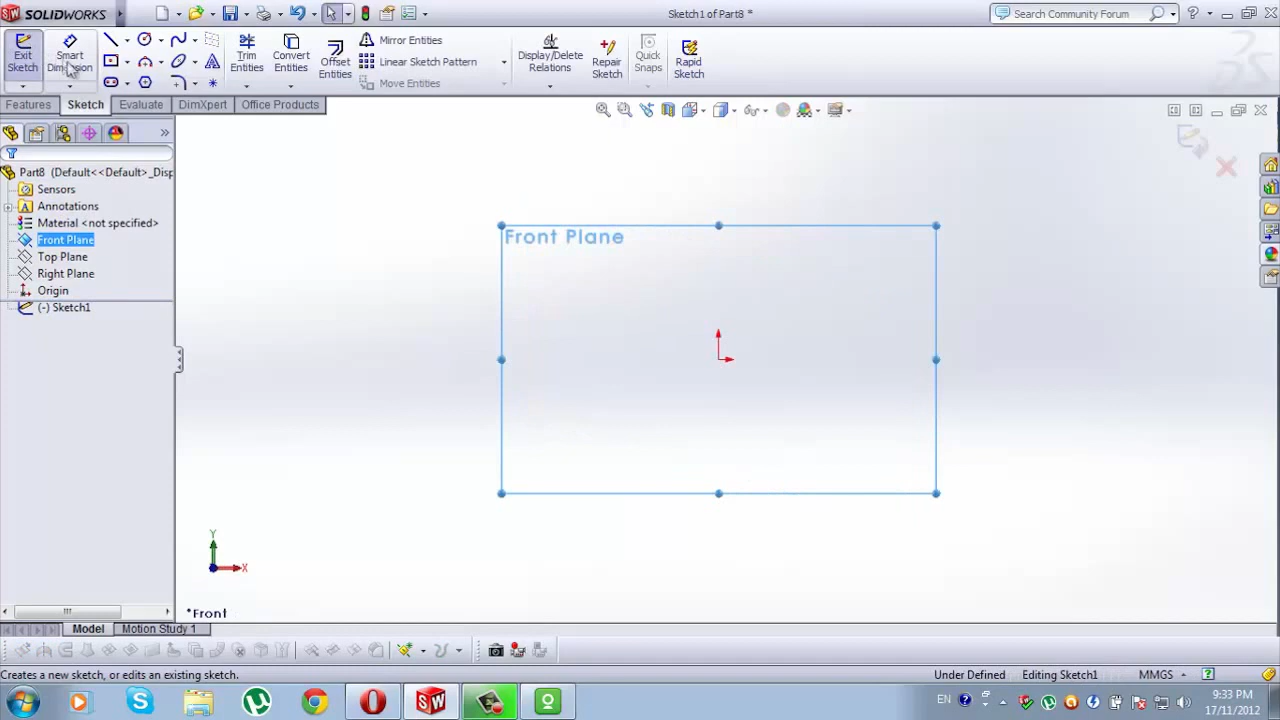 SOLIDWORKS
Sketch1 of Part8 *
Search Community Forum
Exit Sketch
Smart Dimension
Trim Entities
Convert Entities
Offset Entities
Mirror Entities
Linear Sketch Pattern
Move Entities
Display/Delete Relations
Repair Sketch
Quick Snaps
Rapid Sketch
Features
Sketch
Evaluate
DimXpert
Office Products
Part8 (Default<<Default>_Disp
Sensors
Annotations
Material <not specified>
Front Plane
Top Plane
Right Plane
Origin
(-) Sketch1
Front Plane
Y
X
*Front
Model
Motion Study 1
Creates a new sketch, or edits an existing sketch.
Under Defined
Editing Sketch1
MMGS
EN
9:33 PM
17/11/2012